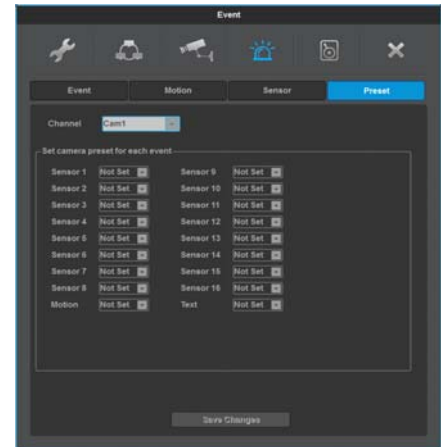 Event
Event Motion Sensor Preset
Channel Cam1
Set camera preset for each event
Sensor 1 Not Set Sensor 9 Not Set
Sensor 2 Not Set Sensor 10 Not Set
Sensor 3 Not Set Sensor 11 Not Set
Sensor 4 Not Set Sensor 12 Not Set
Sensor 5 Not Set Sensor 13 Not Set
Sensor 6 Not Set Sensor 14 Not Set
Sensor 7 Not Set Sensor 15 Not Set
Sensor 8 Not Set Sensor 16 Not Set
Motion Not Set Text Not Set
Save Changes